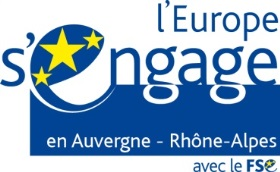 l'Europe
s'engage
en Auvergne - Rhône-Alpes
avec le FSe